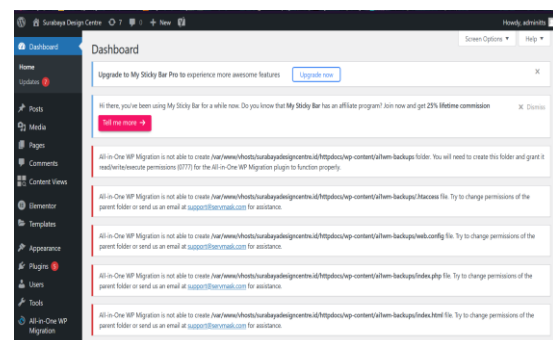 Surabaya Design Centre 7 0 + New Howdy, adminitts
Screen Options ▼ Help ▼
Dashboard
Dashboard
Home
Updates 7
Posts
Media
Pages
Comments
Content Views
Elementor
Templates
Appearance
Plugins 5
Users
Tools
All-in-One WP
Migration
Upgrade to My Sticky Bar Pro to experience more awesome features Upgrade now
Hi there, you've been using My Sticky Bar for a while now. Do you know that My Sticky Bar has an affiliate program? Join now and get 25% lifetime commission Dismiss
Tell me more →
All-in-One WP Migration is not able to create /var/www/vhosts/surabayadesigncentre.id/httpdocs/wp-content/ai1wm-backups folder. You will need to create this folder and grant it
read/write/execute permissions (0777) for the All-in-One WP Migration plugin to function properly.
All-in-One WP Migration is not able to create /var/www/vhosts/surabayadesigncentre.id/httpdocs/wp-content/ai1wm-backups/.htaccess file. Try to change permissions of the
parent folder or send us an email at support@servmask.com for assistance.
All-in-One WP Migration is not able to create /var/www/vhosts/surabayadesigncentre.id/httpdocs/wp-content/ai1wm-backups/web.config file. Try to change permissions of the
parent folder or send us an email at support@servmask.com for assistance.
All-in-One WP Migration is not able to create /var/www/vhosts/surabayadesigncentre.id/httpdocs/wp-content/ai1wm-backups/index.php file. Try to change permissions of the
parent folder or send us an email at support@servmask.com for assistance.
All-in-One WP Migration is not able to create /var/www/vhosts/surabayadesigncentre.id/httpdocs/wp-content/ai1wm-backups/index.html file. Try to change permissions of the
parent folder or send us an email at support@servmask.com for assistance.